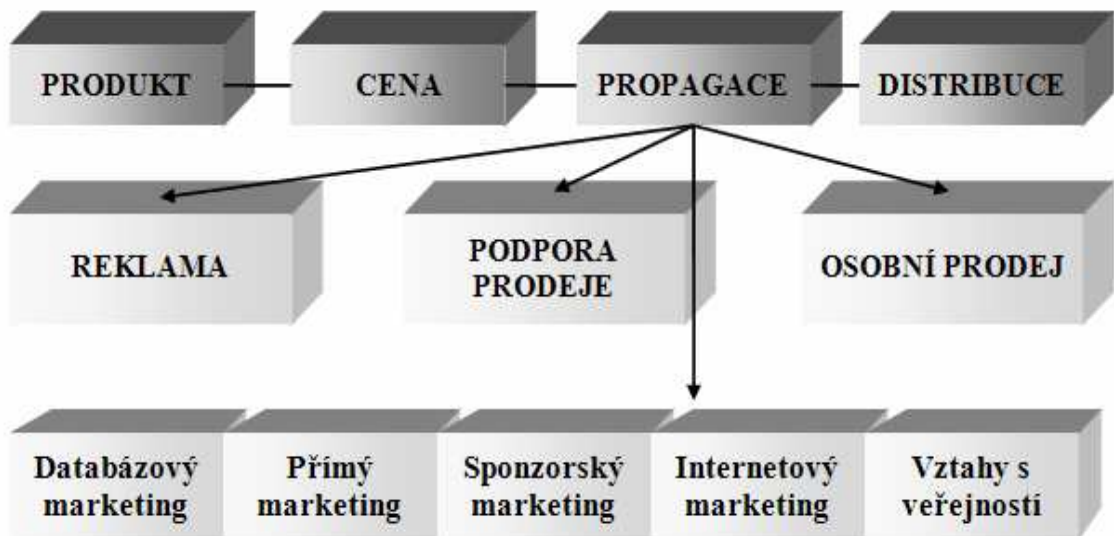 PRODUKT
CENA
PROPAGACE
DISTRIBUCE
REKLAMA
PODPORA
PRODEJE
OSOBNÍ PRODEJ
Databázový
marketing
Přímý
marketing
Sponzorský
marketing
Internetový
marketing
Vztahy s
veřejností